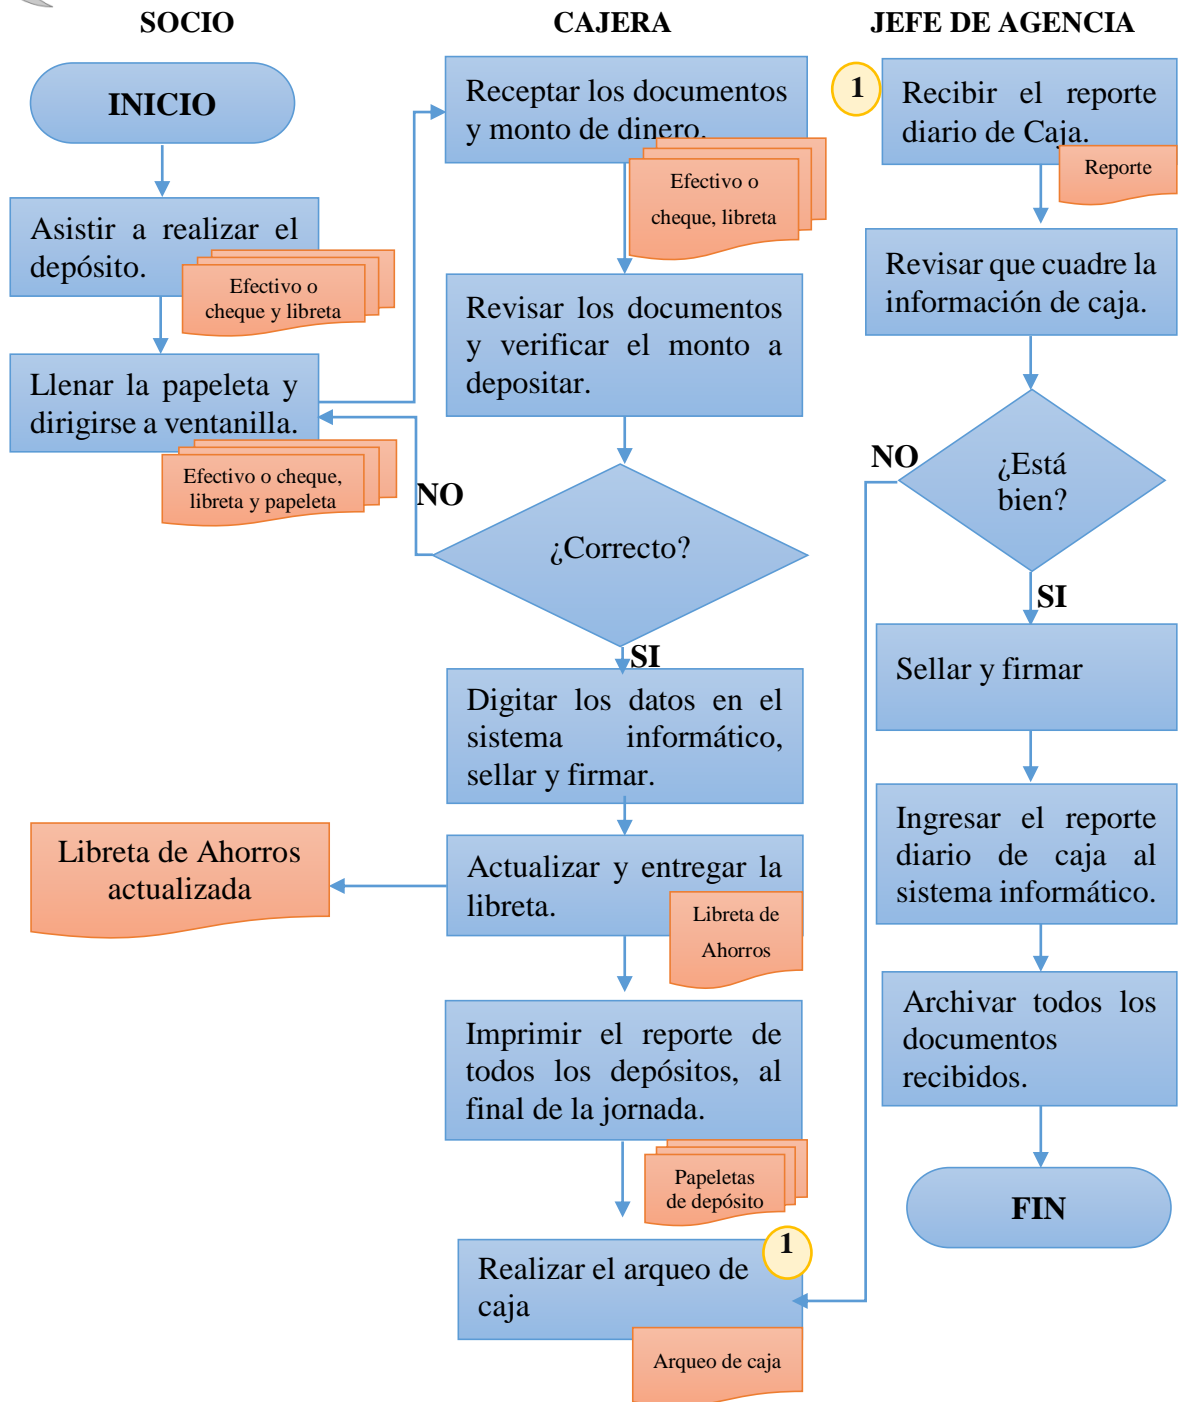 SOCIO
CAJERA
JEFE DE AGENCIA
INICIO
Asistir a realizar el
depósito.
Efectivo o
cheque y libreta
Llenar la papeleta y
dirigirse a ventanilla.
Efectivo o cheque,
libreta y papeleta
Receptar los documentos
y monto de dinero.
Efectivo o
cheque, libreta
Revisar los documentos
y verificar el monto a
depositar.
NO
¿Correcto?
SI
Digitar los datos en el
sistema informático,
sellar y firmar.
Actualizar y entregar la
libreta.
Libreta de
Ahorros
Libreta de Ahorros
actualizada
Imprimir el reporte de
todos los depósitos, al
final de la jornada.
Papeletas
de depósito
1
Realizar el arqueo de
caja
Arqueo de caja
1
Recibir el reporte
diario de Caja.
Reporte
Revisar que cuadre la
información de caja.
NO
¿Está
bien?
SI
Sellar y firmar
Ingresar el reporte
diario de caja al
sistema informático.
Archivar todos los
documentos
recibidos.
FIN